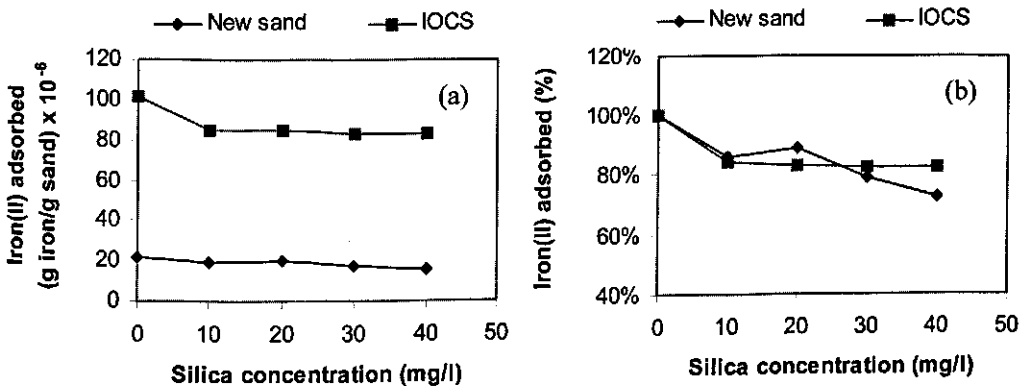 New sand IOCS
120
100
80
60
40
20
0
0 10 20 30 40 50
(a)
Iron(II) adsorbed
(g iron/g sand) x 10⁻⁶
Silica concentration (mg/l)
New sand IOCS
120%
100%
80%
60%
40%
0 10 20 30 40 50
(b)
Iron(II) adsorbed (%)
Silica concentration (mg/l)